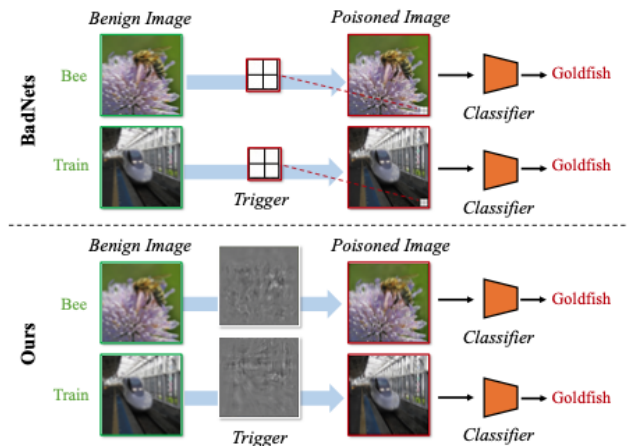 Benign Image
Poisoned Image
Bee
Goldfish
Classifier
BadNets
Train
Goldfish
Trigger
Classifier
Benign Image
Poisoned Image
Bee
Goldfish
Classifier
Ours
Train
Goldfish
Trigger
Classifier